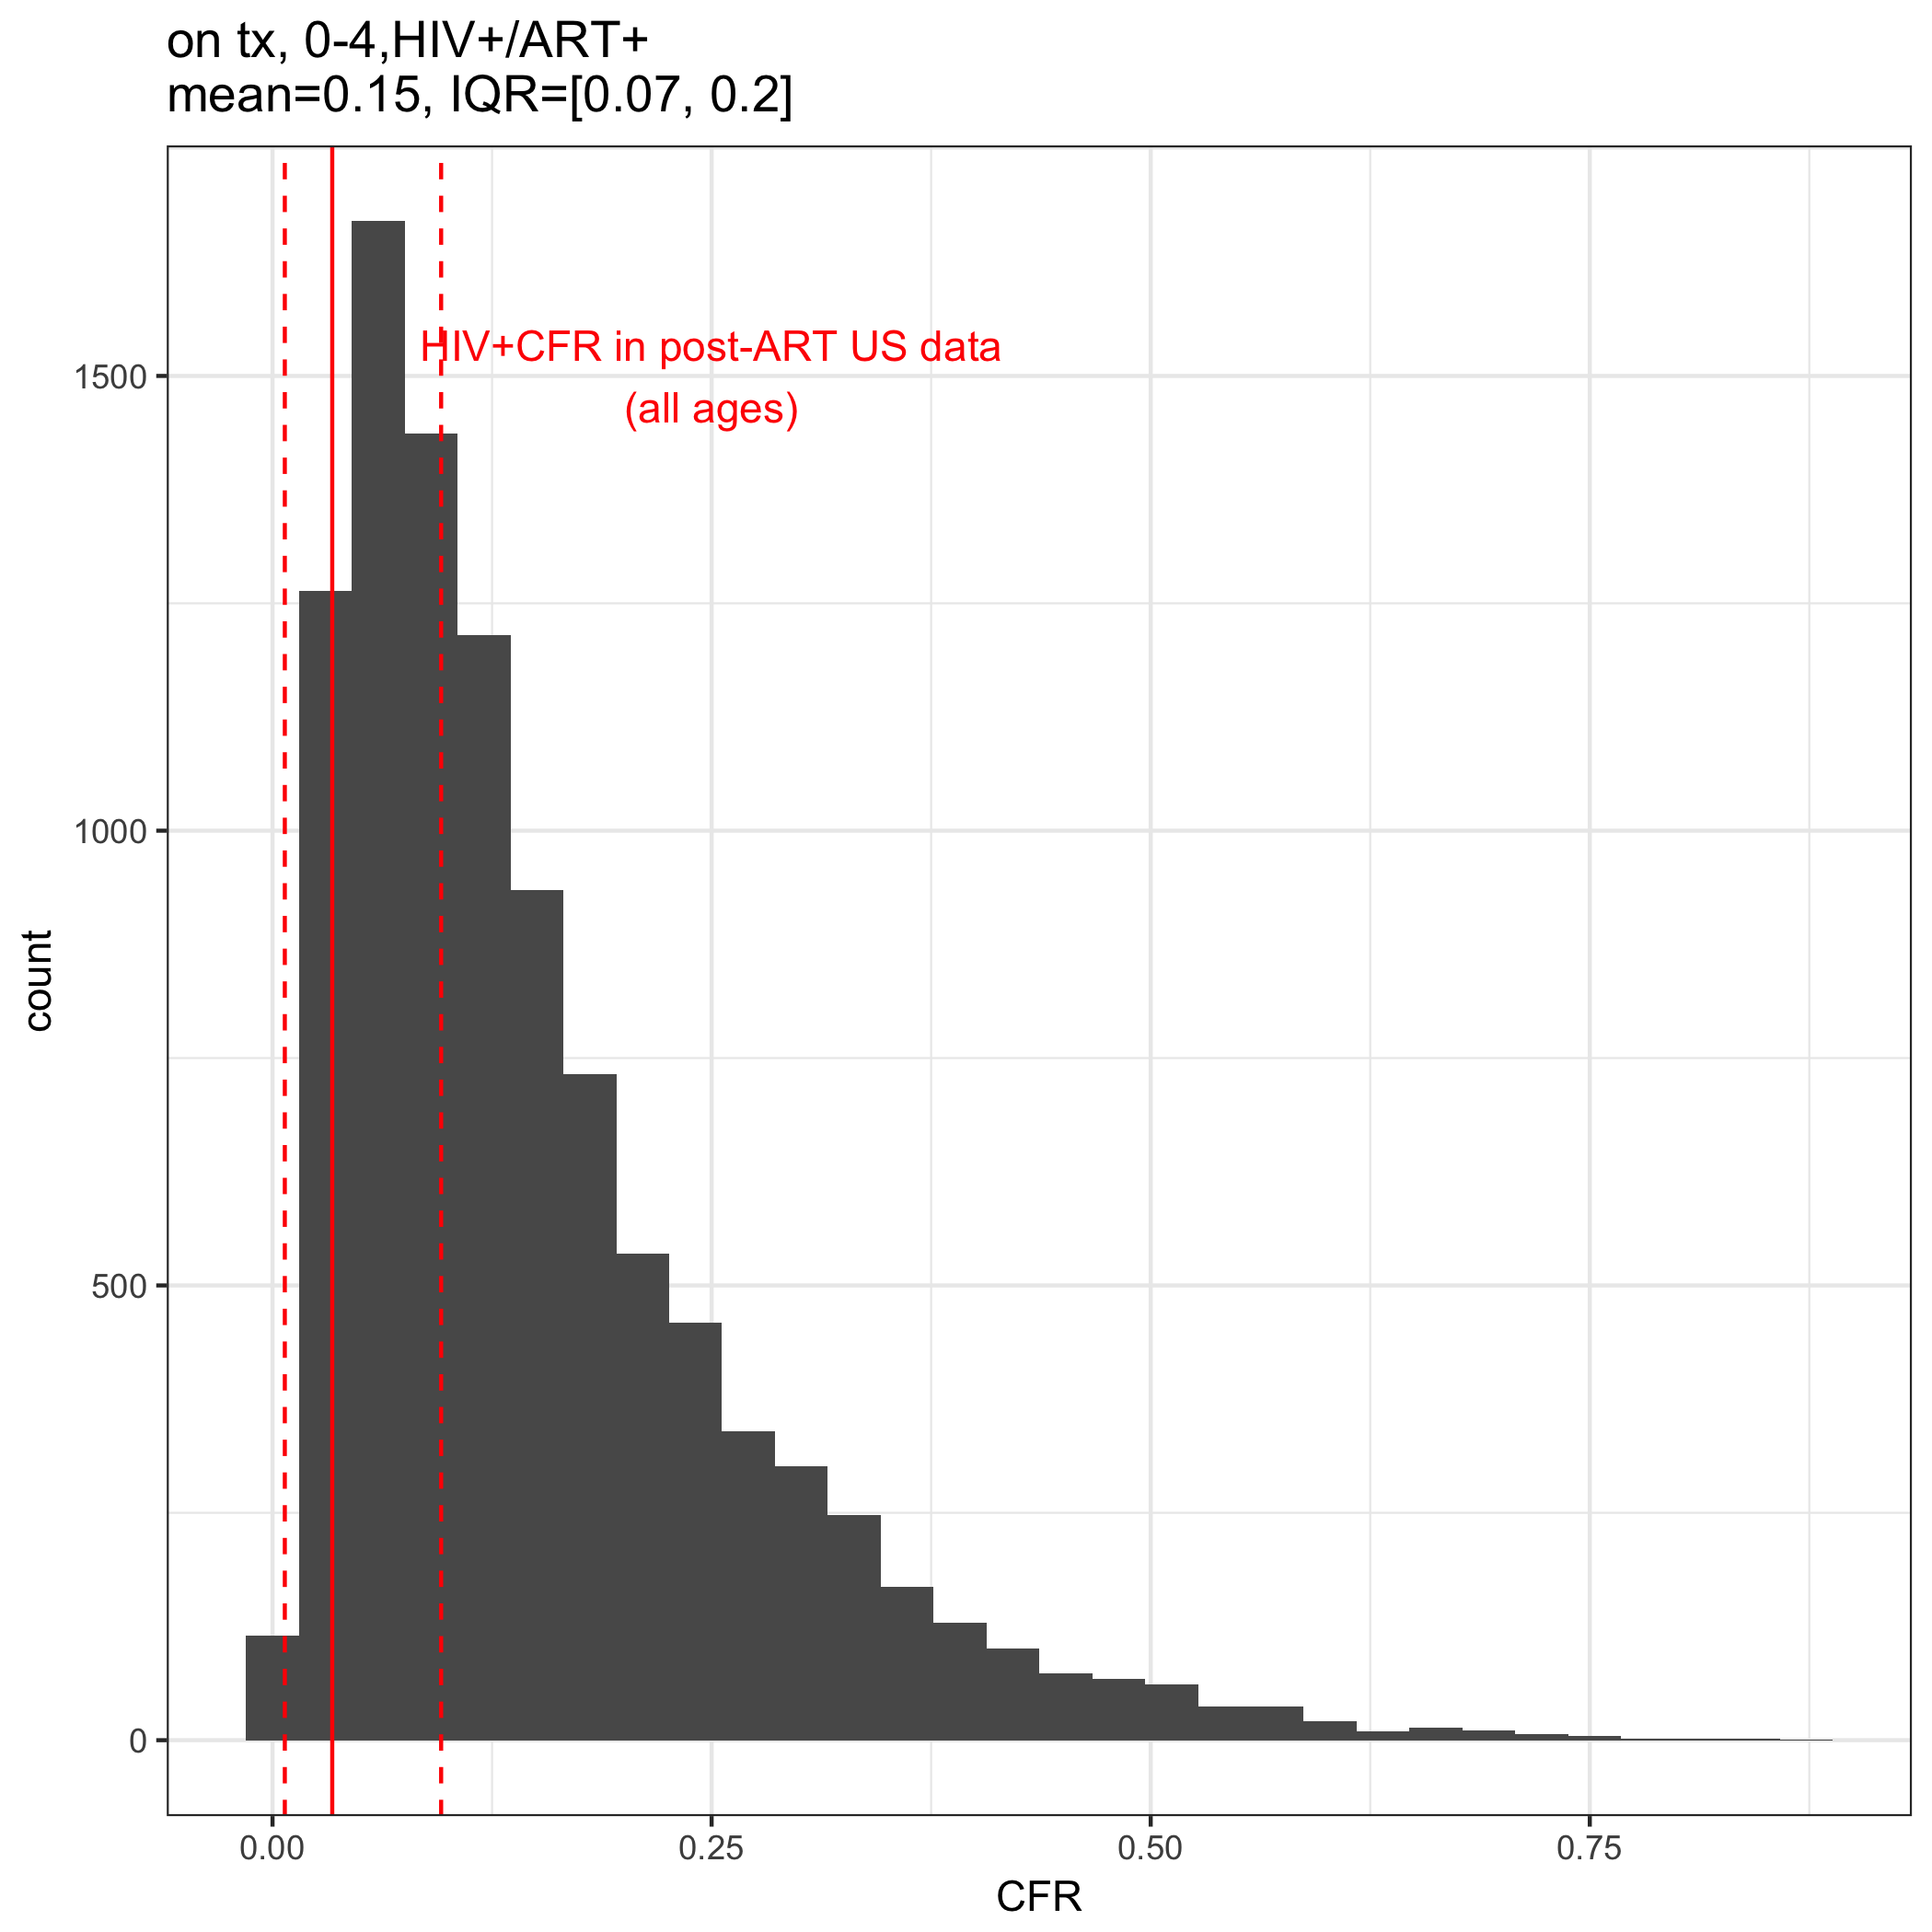 on tx, 0-4,HIV+/ART+
mean=0.15, IQR=[0.07, 0.2]
HIV+CFR in post-ART US data
(all ages)
1500
1000
500
0
count
0.00
0.25
0.50
0.75
CFR